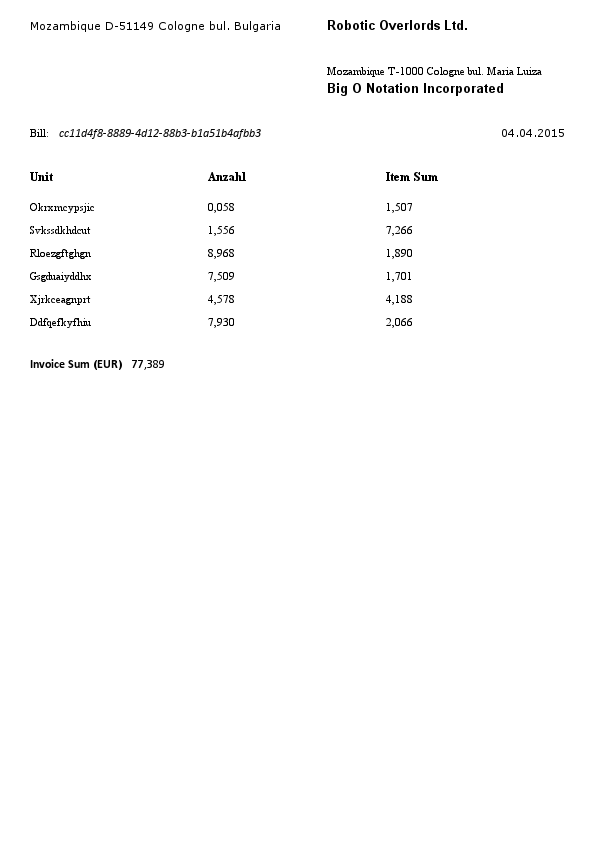 Mozambique D-51149 Cologne bul. Bulgaria Robotic Overlords Ltd.
Mozambique T-1000 Cologne bul. Maria Luiza
Big O Notation Incorporated
Bill: cc11d4f8-8889-4d12-88b3-b1a51b4afbb3 04.04.2015
Unit Anzahl Item Sum
Okrxmcypsjie 0,058 1,507
Svkssdkhdcut 1,556 7,266
Rloezgftghgn 8,968 1,890
Gsgduaiyddhx 7,509 1,701
Xjrkceagnprt 4,578 4,188
Ddfqefkyfhiu 7,930 2,066
Invoice Sum (EUR) 77,389